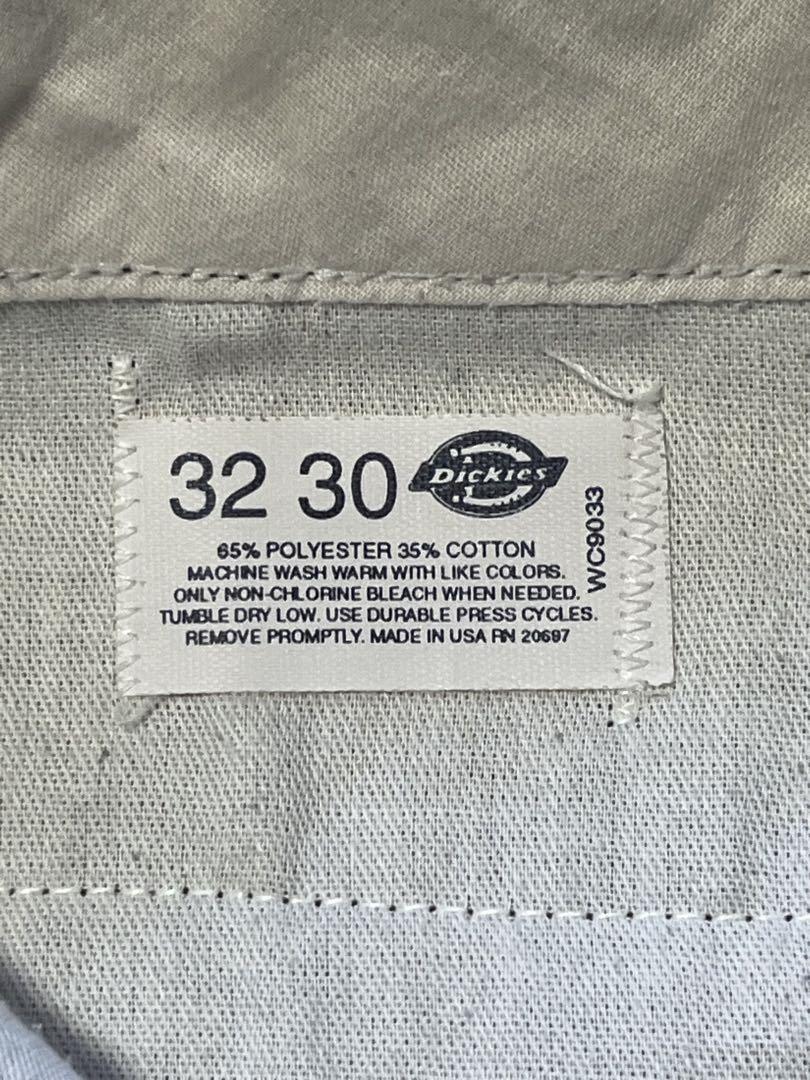 32 30 Dickies
65% POLYESTER 35% COTTON
MACHINE WASH WARM WITH LIKE COLORS.
ONLY NON-CHLORINE BLEACH WHEN NEEDED.
TUMBLE DRY LOW. USE DURABLE PRESS CYCLES.
REMOVE PROMPTLY. MADE IN USA RN 20697
WC9033